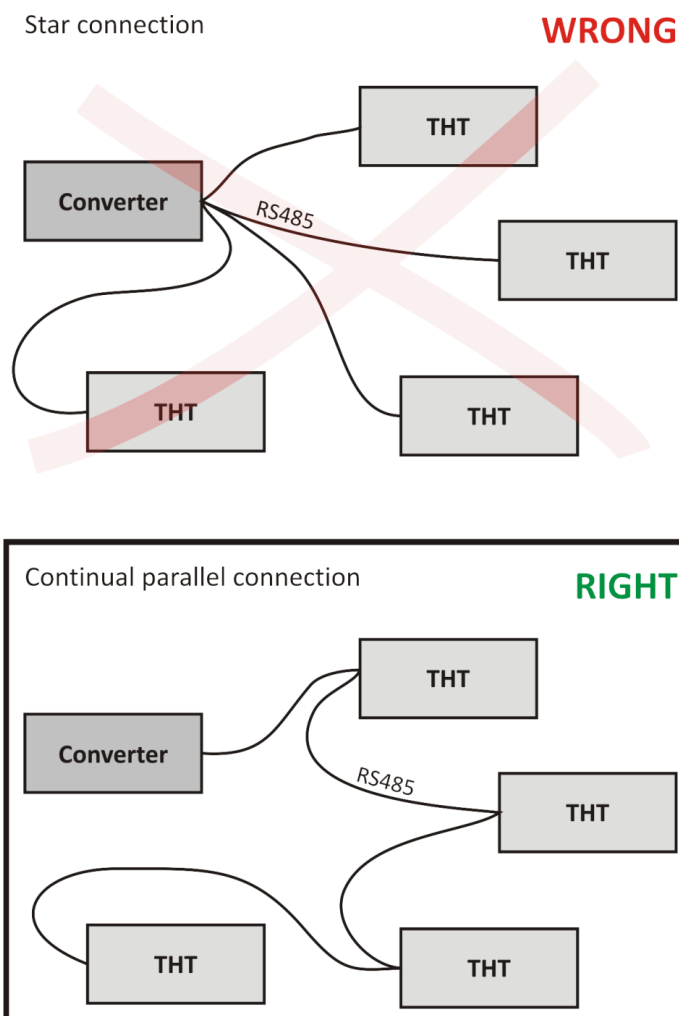 Star connection
WRONG
THT
Converter
RS485
THT
THT
THT
Continual parallel connection
RIGHT
THT
Converter
RS485
THT
THT
THT